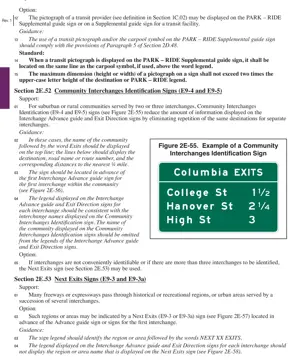 Option:
12 The pictograph of a transit provider (see definition in Section 1C.02) may be displayed on the PARK – RIDE
Supplemental guide sign or on a Supplemental guide sign for a transit facility.
Guidance:
13 The use of a transit pictograph and/or the carpool symbol on the PARK – RIDE Supplemental guide sign
should comply with the provisions of Paragraph 5 of Section 2D.48.
Standard:
14 When a transit pictograph is displayed on the PARK – RIDE Supplemental guide sign, it shall be
located on the same line as the carpool symbol, if used, above the word legend.
15 The maximum dimension (height or width) of a pictograph on a sign shall not exceed two times the
upper-case letter height of the destination or PARK – RIDE legend.
Section 2E.52 Community Interchanges Identification Signs (E9-4 and E9-5)
Support:
01 For suburban or rural communities served by two or three interchanges, Community Interchanges
Identification (E9-4 and E9-5) signs (see Figure 2E-55) reduce the amount of information displayed on the
Interchange Advance guide and Exit Direction signs by eliminating repetition of the same destinations for separate
interchanges.
Guidance:
02 In these cases, the name of the community
followed by the word Exits should be displayed
on the top line; the lines below should display the
destination, road name or route number, and the
corresponding distances to the nearest ¼ mile.
03 The sign should be located in advance of
the first Interchange Advance guide sign for
the first interchange within the community
(see Figure 2E-56).
04 The legend displayed on the Interchange
Advance guide and Exit Direction signs for
each interchange should be consistent with the
interchange names displayed on the Community
Interchanges Identification sign. The name of
the community displayed on the Community
Interchanges Identification signs should be omitted
from the legends of the Interchange Advance guide
and Exit Direction signs.
Figure 2E-55. Example of a Community
Interchanges Identification Sign
Columbia EXITS
College St 1½
Hanover St 2¼
High St 3
Option:
05 If interchanges are not conveniently identifiable or if there are more than three interchanges to be identified,
the Next Exits sign (see Section 2E.53) may be used.
Section 2E.53 Next Exits Signs (E9-3 and E9-3a)
Support:
01 Many freeways or expressways pass through historical or recreational regions, or urban areas served by a
succession of several interchanges.
Option:
02 Such regions or areas may be indicated by a Next Exits (E9-3 or E9-3a) sign (see Figure 2E-57) located in
advance of the Advance guide sign or signs for the first interchange.
Guidance:
03 The sign legend should identify the region or area followed by the words NEXT XX EXITS.
04 The legend displayed on the Interchange Advance guide and Exit Direction signs for each interchange should
not display the region or area name that is displayed on the Next Exits sign (see Figure 2E-58).